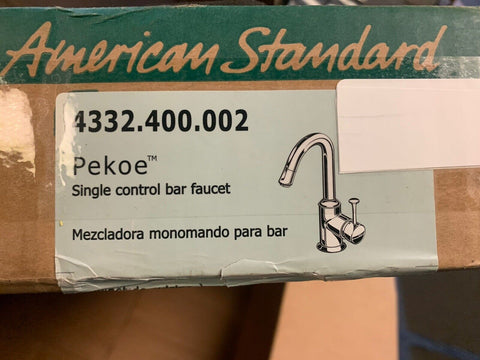 American Standard
4332.400.002
Pekoe™
Single control bar faucet
Mezcladora monomando para bar